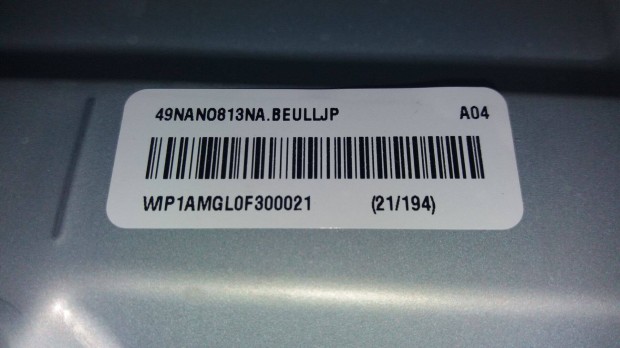 49NANO813NA.BEULLJP A04
WIP1AMGL0F300021 (21/194)